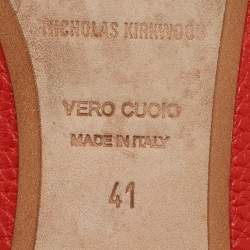 NICHOLAS KIRKWOOD
VERO CUOIO
MADE IN ITALY
41